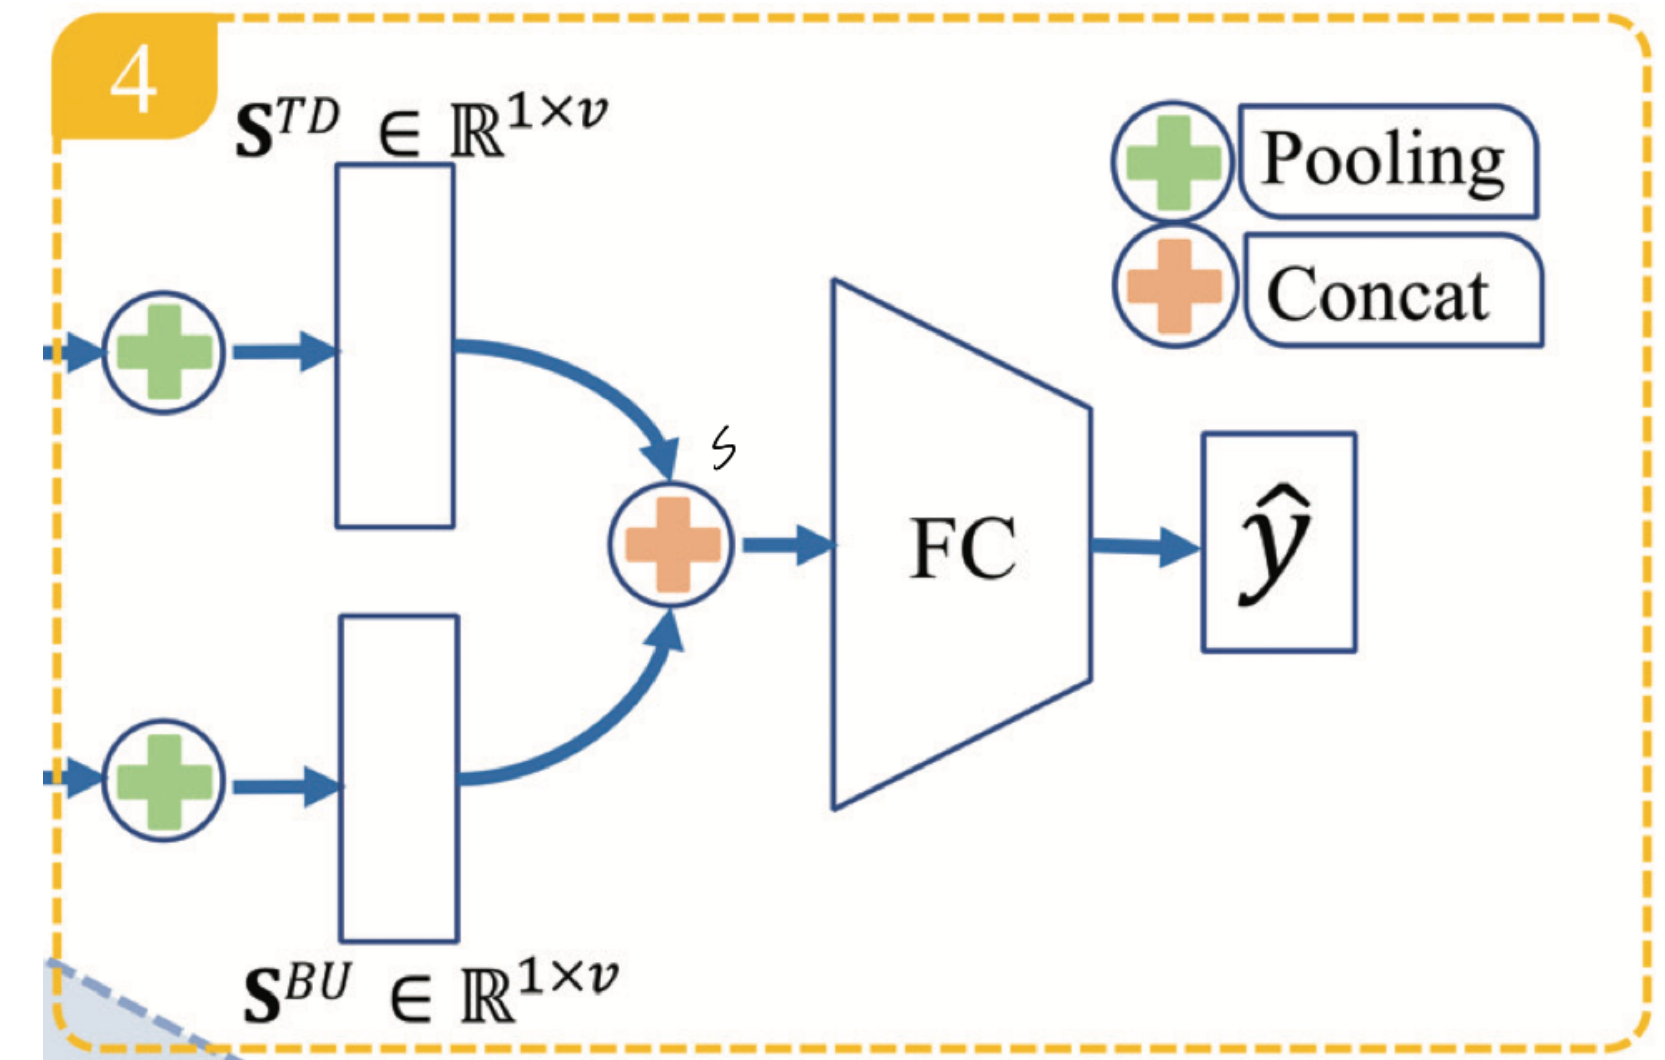 4
S^{TD} ∈ ℝ^{1×v}
Pooling
Concat
s
FC
ŷ
S^{BU} ∈ ℝ^{1×v}